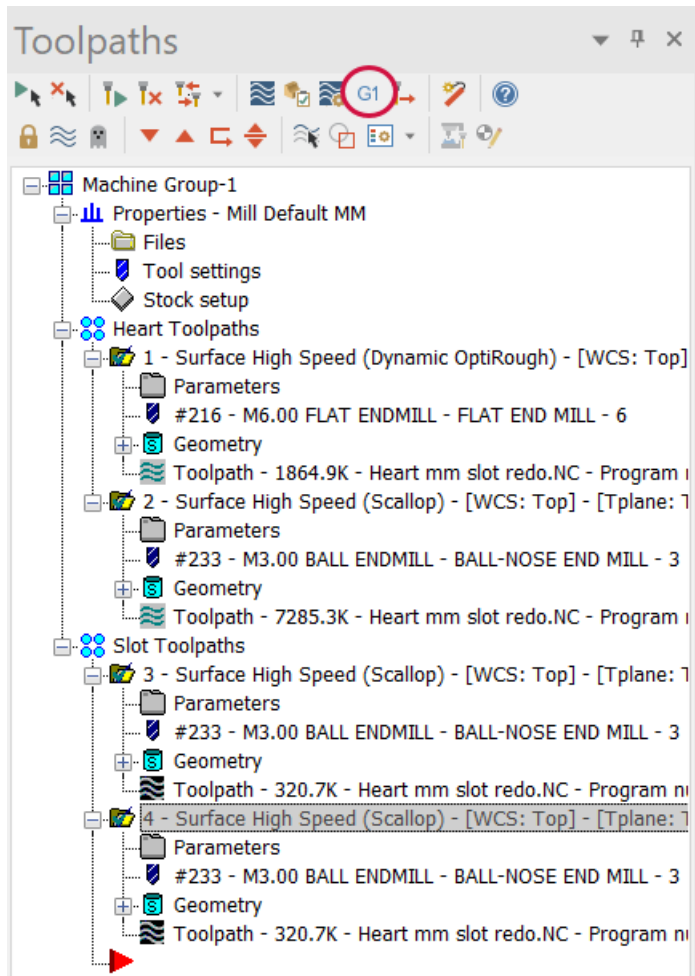 Toolpaths
G1
Machine Group-1
Properties - Mill Default MM
Files
Tool settings
Stock setup
Heart Toolpaths
1 - Surface High Speed (Dynamic OptiRough) - [WCS: Top]
Parameters
#216 - M6.00 FLAT ENDMILL - FLAT END MILL - 6
Geometry
Toolpath - 1864.9K - Heart mm slot redo.NC - Program
2 - Surface High Speed (Scallop) - [WCS: Top] - [Tplane:
Parameters
#233 - M3.00 BALL ENDMILL - BALL-NOSE END MILL - 3
Geometry
Toolpath - 7285.3K - Heart mm slot redo.NC - Program
Slot Toolpaths
3 - Surface High Speed (Scallop) - [WCS: Top] - [Tplane:
Parameters
#233 - M3.00 BALL ENDMILL - BALL-NOSE END MILL - 3
Geometry
Toolpath - 320.7K - Heart mm slot redo.NC - Program
4 - Surface High Speed (Scallop) - [WCS: Top] - [Tplane:
Parameters
#233 - M3.00 BALL ENDMILL - BALL-NOSE END MILL - 3
Geometry
Toolpath - 320.7K - Heart mm slot redo.NC - Program